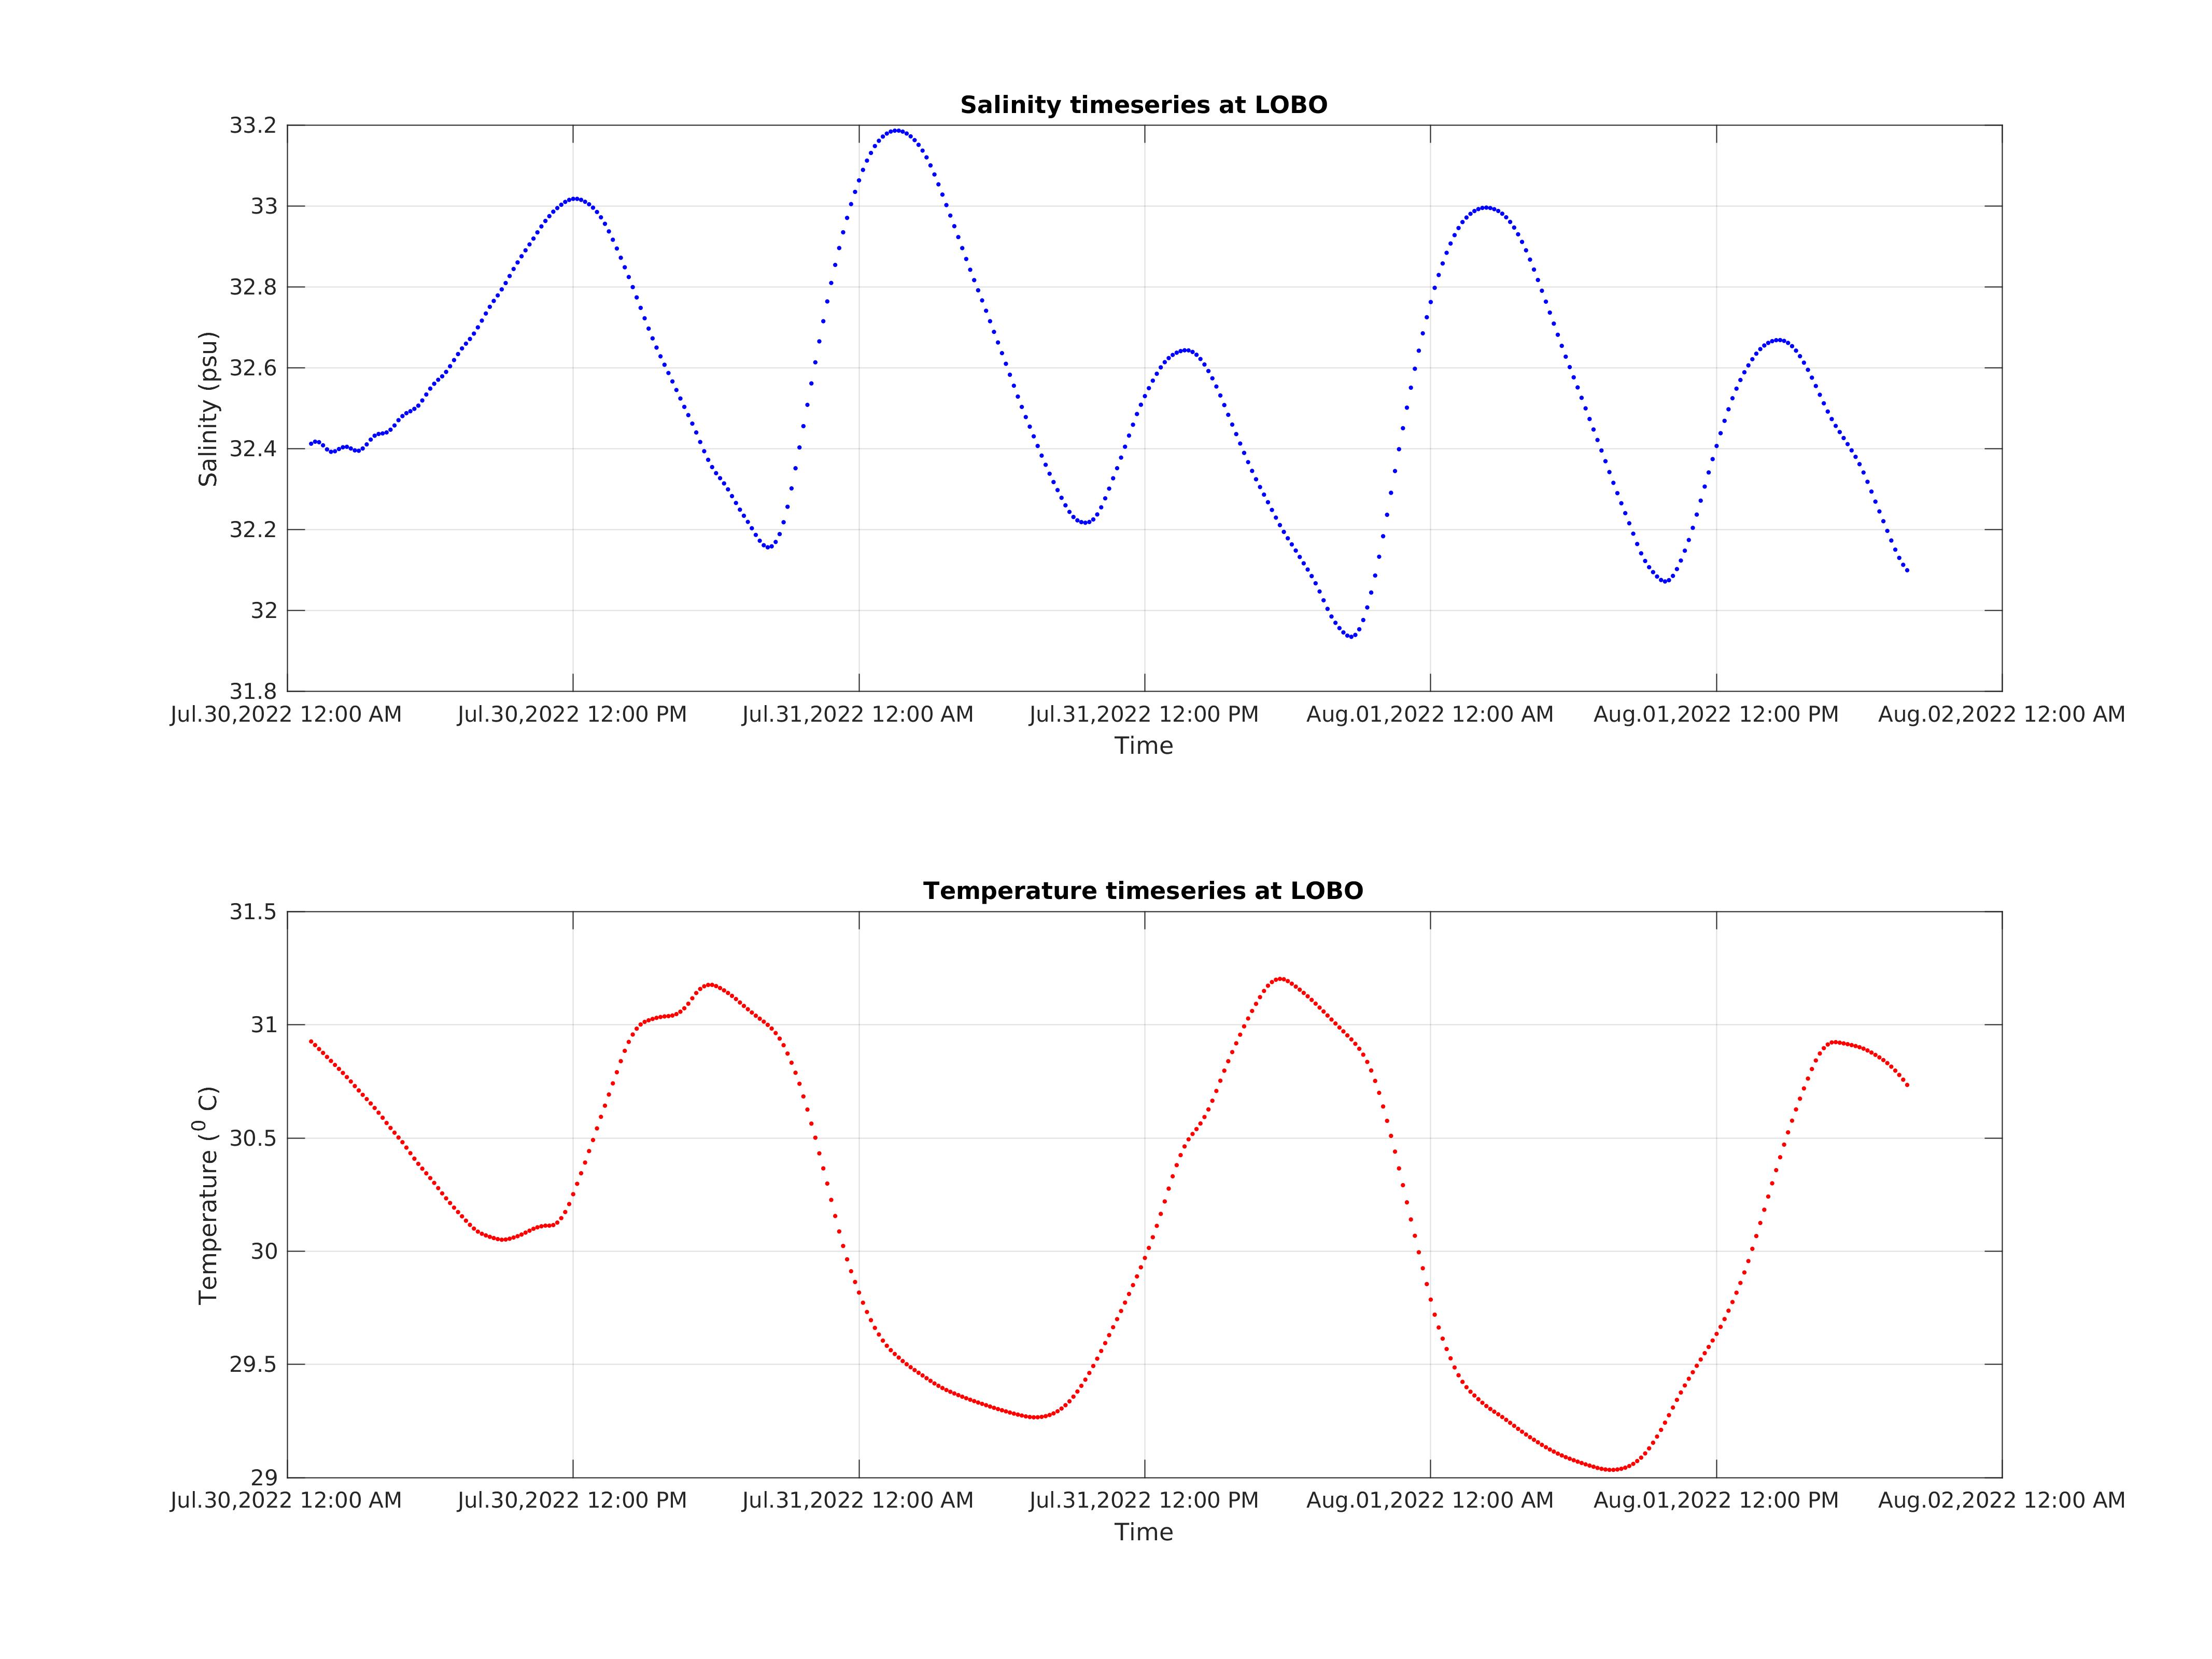 Salinity timeseries at LOBO
33.2
33
32.8
32.6
32.4
32.2
32
31.8
Salinity (psu)
Jul.30,2022 12:00 AM Jul.30,2022 12:00 PM Jul.31,2022 12:00 AM Jul.31,2022 12:00 PM Aug.01,2022 12:00 AM Aug.01,2022 12:00 PM Aug.02,2022 12:00 AM
Time
Temperature timeseries at LOBO
31.5
31
30.5
30
29.5
29
Temperature (⁰ C)
Jul.30,2022 12:00 AM Jul.30,2022 12:00 PM Jul.31,2022 12:00 AM Jul.31,2022 12:00 PM Aug.01,2022 12:00 AM Aug.01,2022 12:00 PM Aug.02,2022 12:00 AM
Time